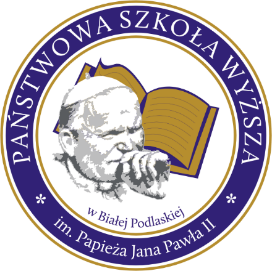 PAŃSTWOWA SZKOŁA WYŻSZA
w Białej Podlaskiej
* im. Papieża Jana Pawła II *